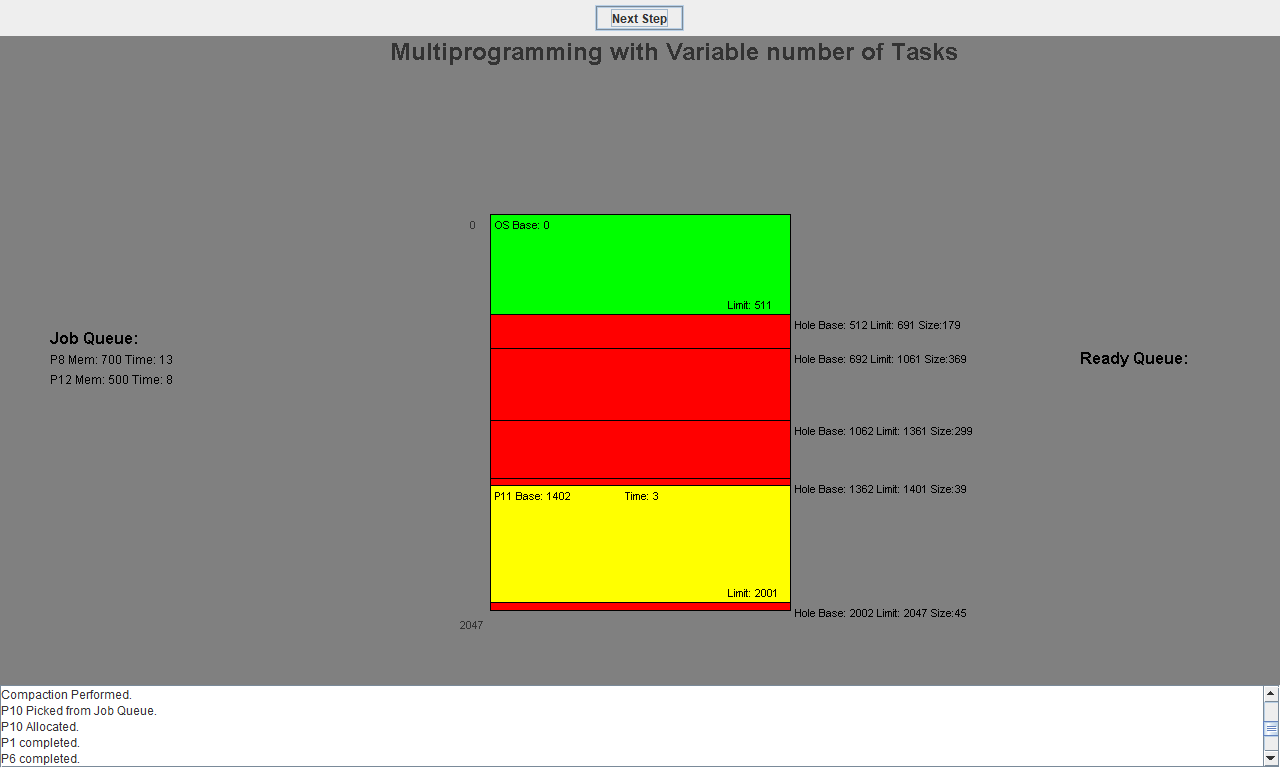 Next Step
Multiprogramming with Variable number of Tasks
0
OS Base: 0
Limit: 511
Hole Base: 512 Limit: 691 Size:179
Job Queue:
P8 Mem: 700 Time: 13
P12 Mem: 500 Time: 8
Hole Base: 692 Limit: 1061 Size:369
Ready Queue:
Hole Base: 1062 Limit: 1361 Size:299
Hole Base: 1362 Limit: 1401 Size:39
P11 Base: 1402 Time: 3
Limit: 2001
Hole Base: 2002 Limit: 2047 Size:45
2047
Compaction Performed.
P10 Picked from Job Queue.
P10 Allocated.
P1 completed.
P6 completed.